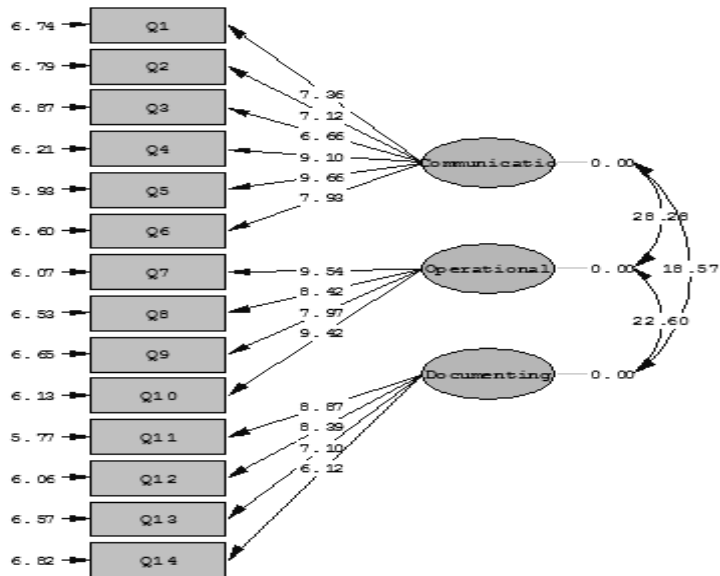 6.74 Q1
6.79 Q2
6.87 Q3
6.21 Q4
5.93 Q5
6.60 Q6
6.07 Q7
6.53 Q8
6.65 Q9
6.13 Q10
5.77 Q11
6.06 Q12
6.57 Q13
6.82 Q14
7.36
7.12
6.66
9.10
9.66
7.93
9.54
8.42
7.97
9.42
8.87
8.39
7.10
6.12
Communicatio 0.00
Operational 0.00
Documenting 0.00
28.28
18.57
22.60